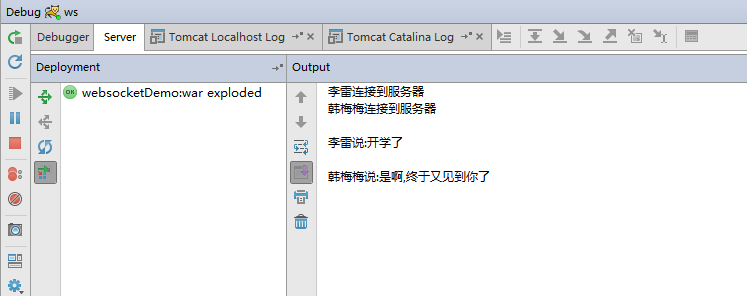 Debug ws
Debugger Server Tomcat Localhost Log Tomcat Catalina Log
Deployment Output
OK websocketDemo:war exploded
李雷连接到服务器
韩梅梅连接到服务器
李雷说:开学了
韩梅梅说:是啊,终于又见到你了